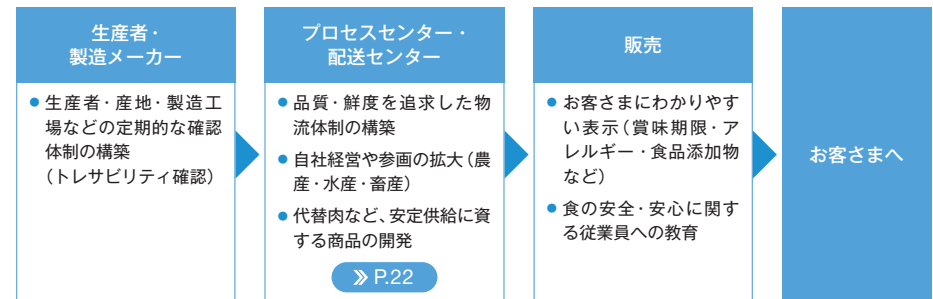 生産者・
製造メーカー
● 生産者・産地・製造工
場などの定期的な確認
体制の構築
（トレサビリティ確認）
プロセスセンター・
配送センター
● 品質・鮮度を追求した物
流体制の構築
● 自社経営や参画の拡大（農
産・水産・畜産）
● 代替肉など、安定供給に資
する商品の開発
≫ P.22
販売
● お客さまにわかりやす
い表示（賞味期限・ア
レルギー・食品添加物
など）
● 食の安全・安心に関す
る従業員への教育
お客さまへ